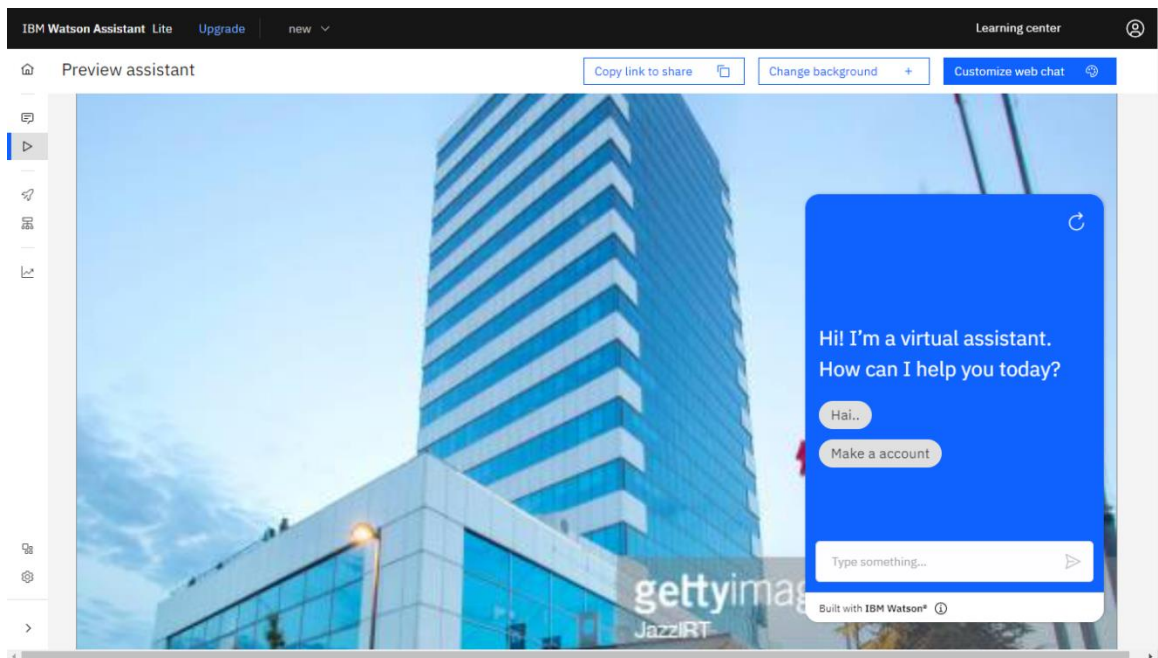 IBM Watson Assistant Lite Upgrade new Learning center
Preview assistant Copy link to share Change background + Customize web chat
Hi! I'm a virtual assistant.
How can I help you today?
Hai..
Make a account
Type something...
gettyimag
Built with IBM Watson®
JazzIRT